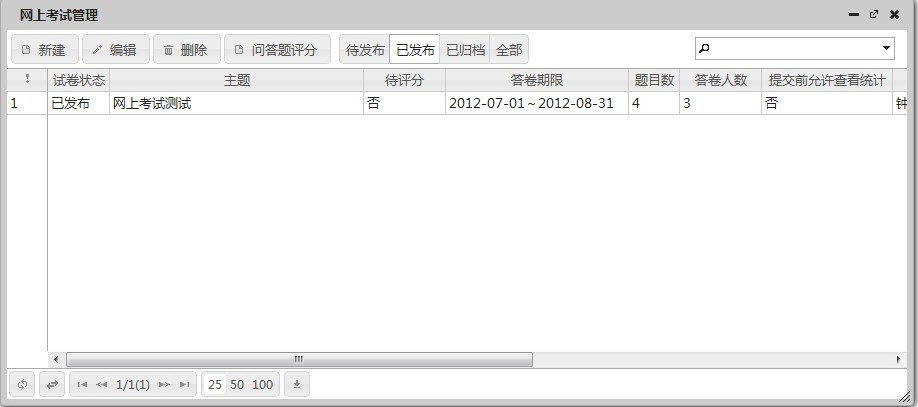 网上考试管理
新建 编辑 删除 问答题评分 待发布 已发布 已归档 全部
! 试卷状态 主题 待评分 答卷期限 题目数 答卷人数 提交前允许查看统计
1 已发布 网上考试测试 否 2012-07-01～2012-08-31 4 3 否 钟
1/1(1) 25 50 100